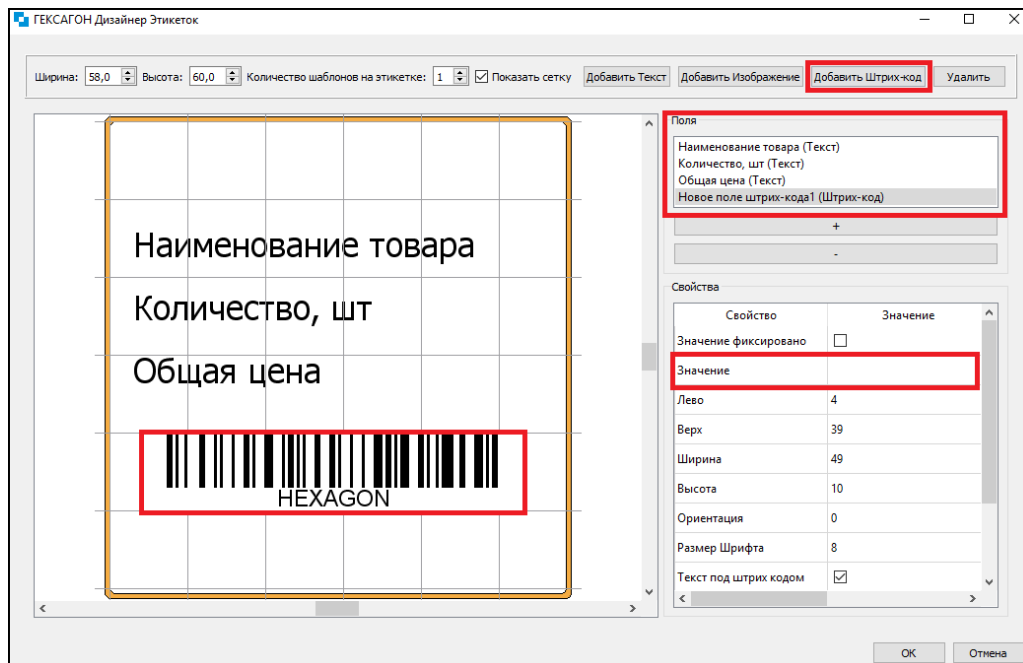 ГЕКСАГОН Дизайнер Этикеток
Ширина: 58,0 Высота: 60,0 Количество шаблонов на этикетке: 1 Показать сетку Добавить Текст Добавить Изображение Добавить Штрих-код Удалить
Наименование товара
Количество, шт
Общая цена
HEXAGON
Поля
Наименование товара (Текст)
Количество, шт (Текст)
Общая цена (Текст)
Новое поле штрих-кода1 (Штрих-код)
+
-
Свойства
Свойство Значение
Значение фиксировано
Значение
Лево 4
Верх 39
Ширина 49
Высота 10
Ориентация 0
Размер Шрифта 8
Текст под штрих кодом
ОК Отмена